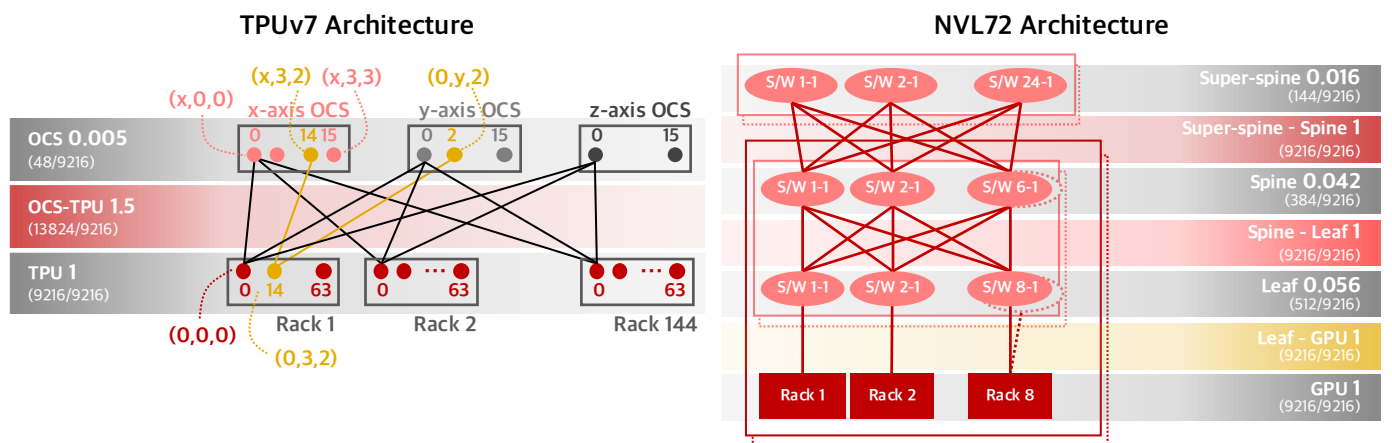 TPUv7 Architecture
(x,3,2) (x,3,3) (0,y,2)
(x,0,0)
x-axis OCS y-axis OCS z-axis OCS
0 14 15 0 2 15 0 15
OCS 0.005
(48/9216)
OCS-TPU 1.5
(13824/9216)
TPU 1
(9216/9216)
... ...
0 14 63 0 63 0 63
Rack 1 Rack 2 Rack 144
(0,0,0)
(0,3,2)
NVL72 Architecture
S/W 1-1 S/W 2-1 S/W 24-1
Super-spine 0.016
(144/9216)
Super-spine - Spine 1
(9216/9216)
S/W 1-1 S/W 2-1 S/W 6-1
Spine 0.042
(384/9216)
Spine - Leaf 1
(9216/9216)
S/W 1-1 S/W 2-1 S/W 8-1
Leaf 0.056
(512/9216)
Leaf - GPU 1
(9216/9216)
Rack 1 Rack 2 Rack 8
GPU 1
(9216/9216)